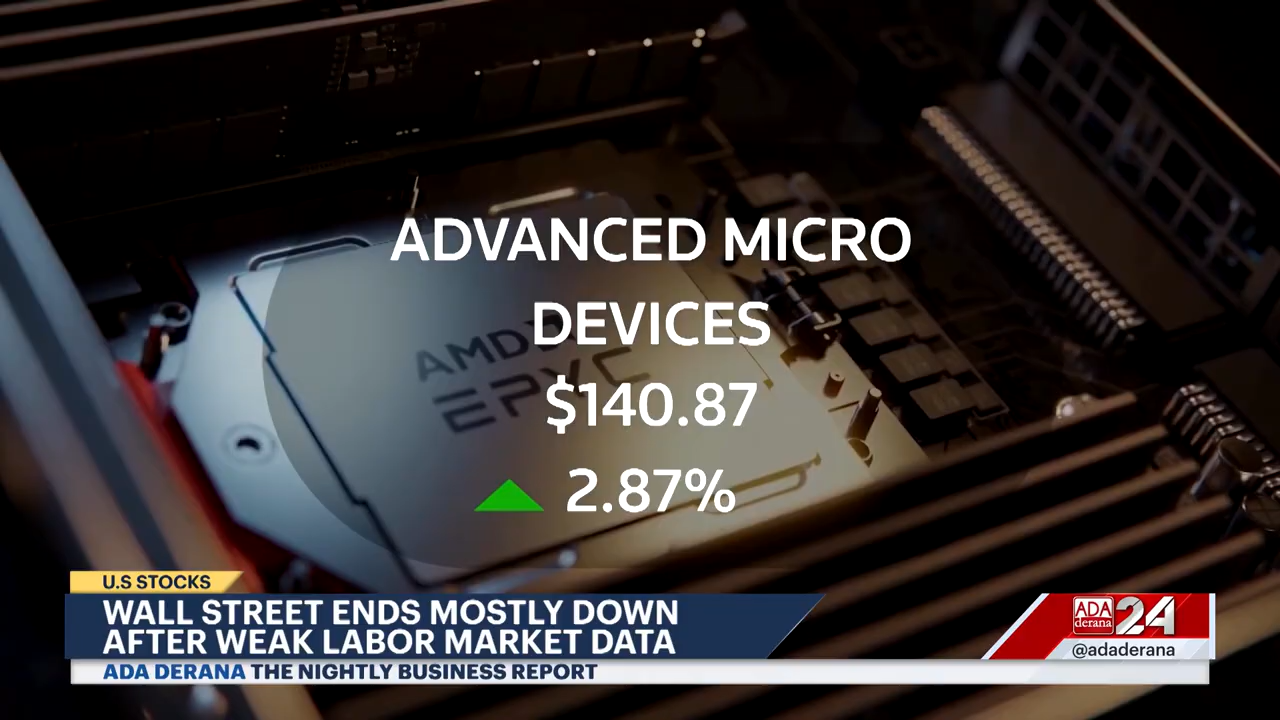 ADVANCED MICRO
DEVICES
$140.87
2.87%
AMD
EPYC
U.S STOCKS
WALL STREET ENDS MOSTLY DOWN
AFTER WEAK LABOR MARKET DATA
ADA DERANA THE NIGHTLY BUSINESS REPORT
ADA
derana
24
@adaderana